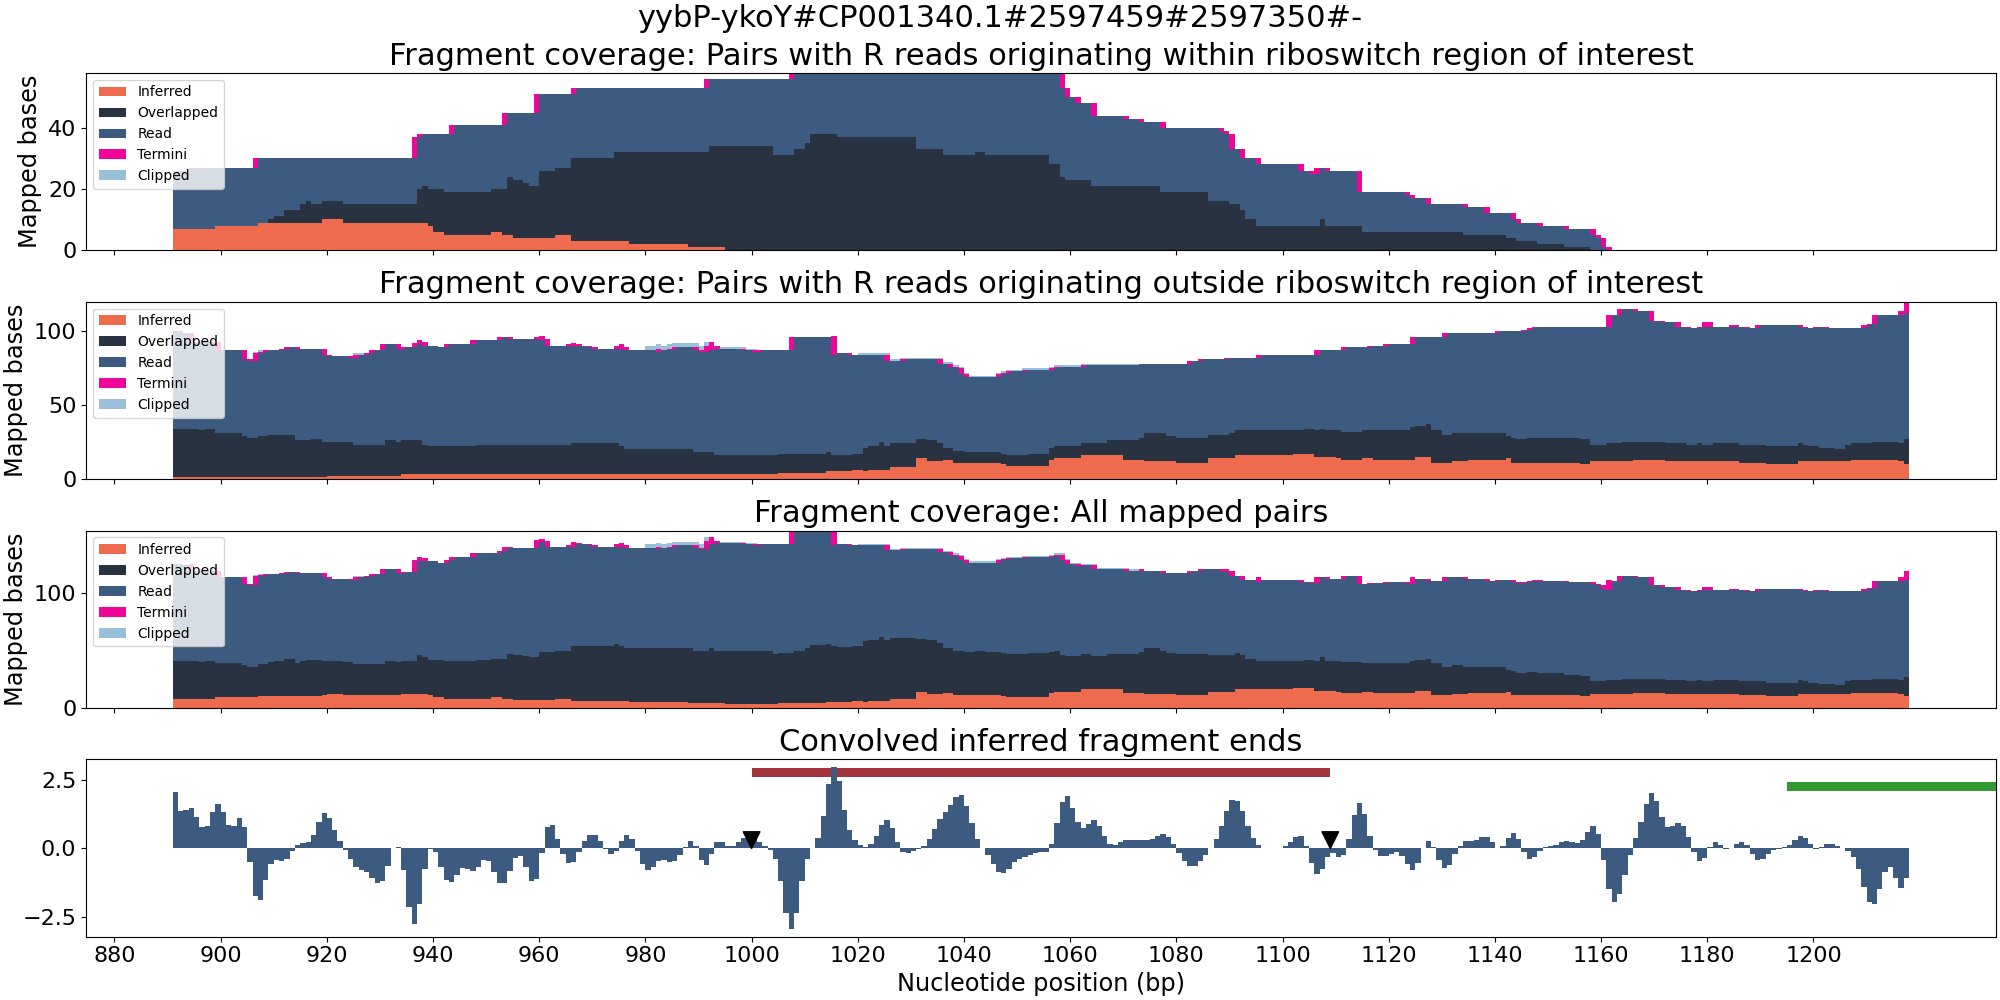 yybP-ykoY#CP001340.1#2597459#2597350#-
Fragment coverage: Pairs with R reads originating within riboswitch region of interest
Mapped bases
40
20
0
Inferred
Overlapped
Read
Termini
Clipped
Fragment coverage: Pairs with R reads originating outside riboswitch region of interest
Mapped bases
100
50
0
Inferred
Overlapped
Read
Termini
Clipped
Fragment coverage: All mapped pairs
Mapped bases
100
0
Inferred
Overlapped
Read
Termini
Clipped
Convolved inferred fragment ends
2.5
0.0
−2.5
880 900 920 940 960 980 1000 1020 1040 1060 1080 1100 1120 1140 1160 1180 1200
Nucleotide position (bp)